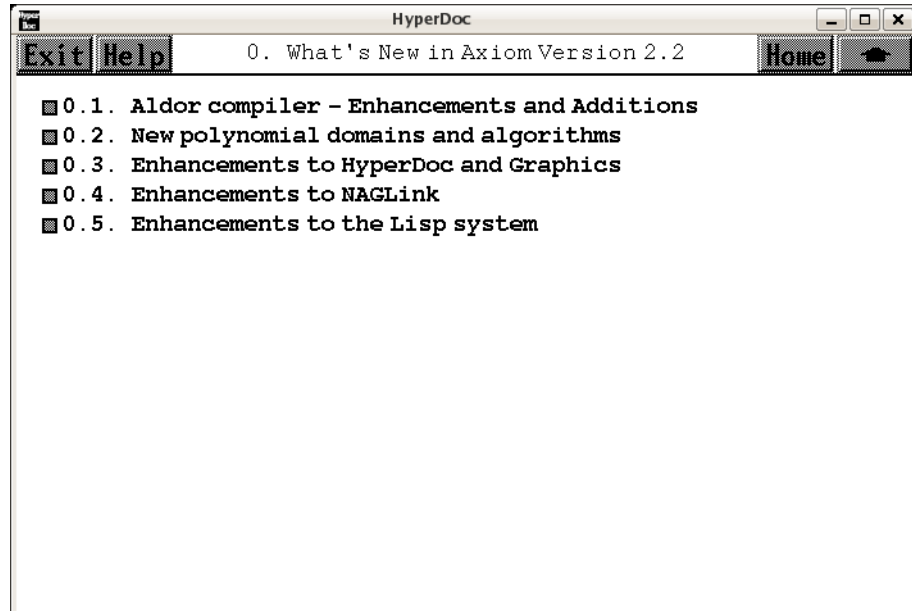 Hyper Doc
HyperDoc
Exit Help 0. What's New in Axiom Version 2.2 Home
0.1. Aldor compiler – Enhancements and Additions
0.2. New polynomial domains and algorithms
0.3. Enhancements to HyperDoc and Graphics
0.4. Enhancements to NAGLink
0.5. Enhancements to the Lisp system